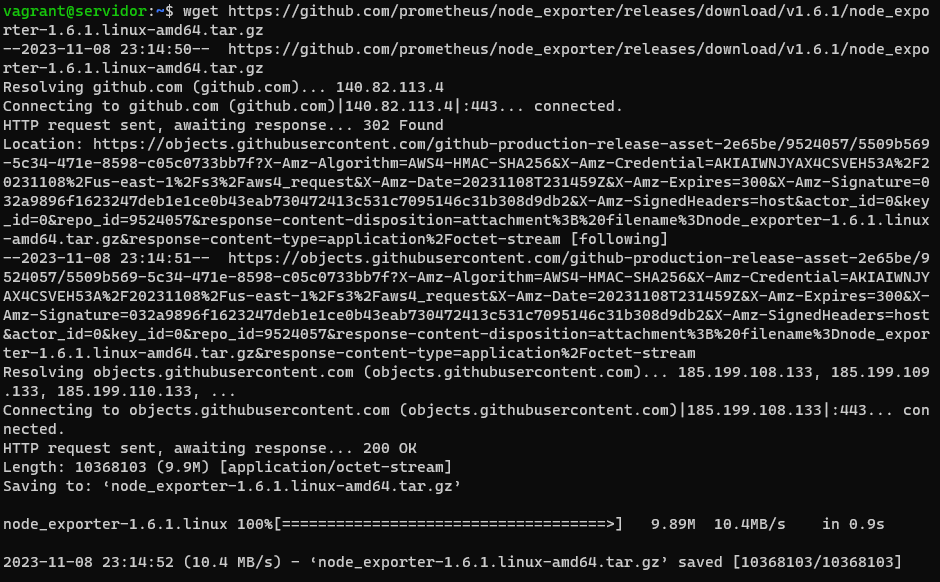 vagrant@servidor:~$ wget https://github.com/prometheus/node_exporter/releases/download/v1.6.1/node_expo
rter-1.6.1.linux-amd64.tar.gz
--2023-11-08 23:14:50--  https://github.com/prometheus/node_exporter/releases/download/v1.6.1/node_expo
rter-1.6.1.linux-amd64.tar.gz
Resolving github.com (github.com)... 140.82.113.4
Connecting to github.com (github.com)|140.82.113.4|:443... connected.
HTTP request sent, awaiting response... 302 Found
Location: https://objects.githubusercontent.com/github-production-release-asset-2e65be/9524057/5509b569
-5c34-471e-8598-c05c0733bb7f?X-Amz-Algorithm=AWS4-HMAC-SHA256&X-Amz-Credential=AKIAIWNJYAX4CSVEH53A%2F2
0231108%2Fus-east-1%2Fs3%2Faws4_request&X-Amz-Date=20231108T231459Z&X-Amz-Expires=300&X-Amz-Signature=0
32a9896f1623247deb1e1ce0b43eab730472413c531c7095146c31b308d9db2&X-Amz-SignedHeaders=host&actor_id=0&key
_id=0&repo_id=9524057&response-content-disposition=attachment%3B%20filename%3Dnode_exporter-1.6.1.linux
-amd64.tar.gz&response-content-type=application%2Foctet-stream [following]
--2023-11-08 23:14:51--  https://objects.githubusercontent.com/github-production-release-asset-2e65be/9
524057/5509b569-5c34-471e-8598-c05c0733bb7f?X-Amz-Algorithm=AWS4-HMAC-SHA256&X-Amz-Credential=AKIAIWNJY
AX4CSVEH53A%2F20231108%2Fus-east-1%2Fs3%2Faws4_request&X-Amz-Date=20231108T231459Z&X-Amz-Expires=300&X-
Amz-Signature=032a9896f1623247deb1e1ce0b43eab730472413c531c7095146c31b308d9db2&X-Amz-SignedHeaders=host
&actor_id=0&key_id=0&repo_id=9524057&response-content-disposition=attachment%3B%20filename%3Dnode_expor
ter-1.6.1.linux-amd64.tar.gz&response-content-type=application%2Foctet-stream
Resolving objects.githubusercontent.com (objects.githubusercontent.com)... 185.199.108.133, 185.199.109
.133, 185.199.110.133, ...
Connecting to objects.githubusercontent.com (objects.githubusercontent.com)|185.199.108.133|:443... con
nected.
HTTP request sent, awaiting response... 200 OK
Length: 10368103 (9.9M) [application/octet-stream]
Saving to: ‘node_exporter-1.6.1.linux-amd64.tar.gz’
node_exporter-1.6.1.linux 100%[====================================>]   9.89M  10.4MB/s    in 0.9s
2023-11-08 23:14:52 (10.4 MB/s) - ‘node_exporter-1.6.1.linux-amd64.tar.gz’ saved [10368103/10368103]